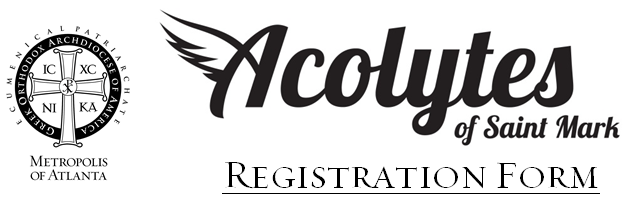 ECUMENICAL PATRIARCHATE
GREEK ORTHODOX ARCHDIOCESE OF AMERICA
IC XC
NI KA
METROPOLIS
OF ATLANTA
Acolytes
of Saint Mark
REGISTRATION FORM